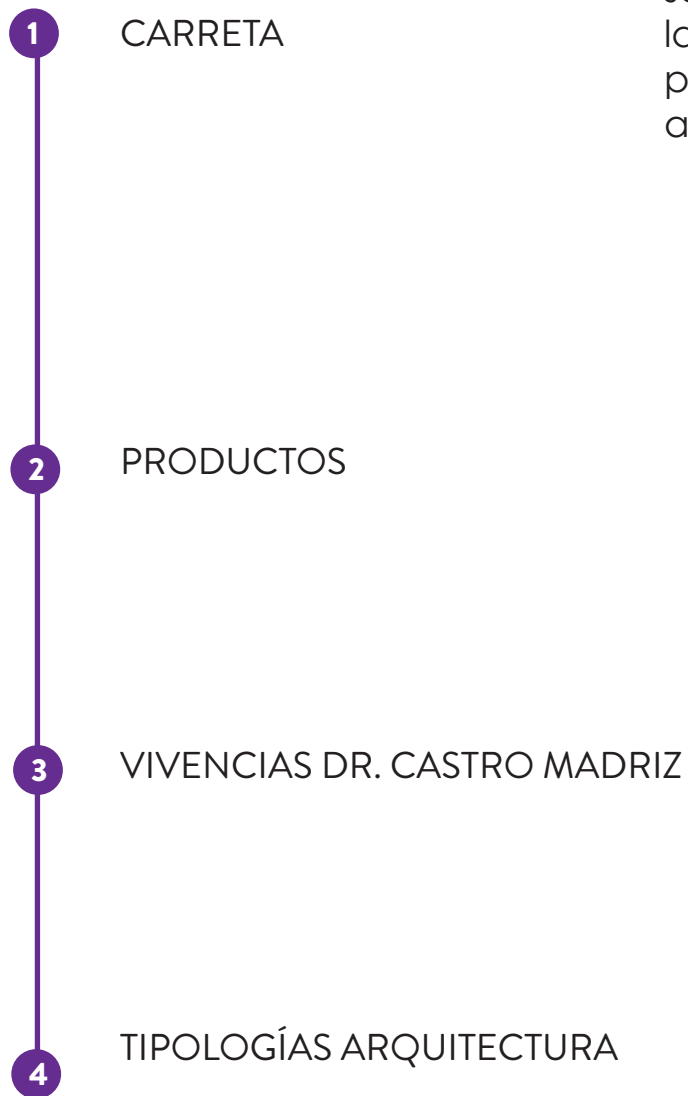 1 CARRETA
2 PRODUCTOS
3 VIVENCIAS DR. CASTRO MADRIZ
4 TIPOLOGÍAS ARQUITECTURA